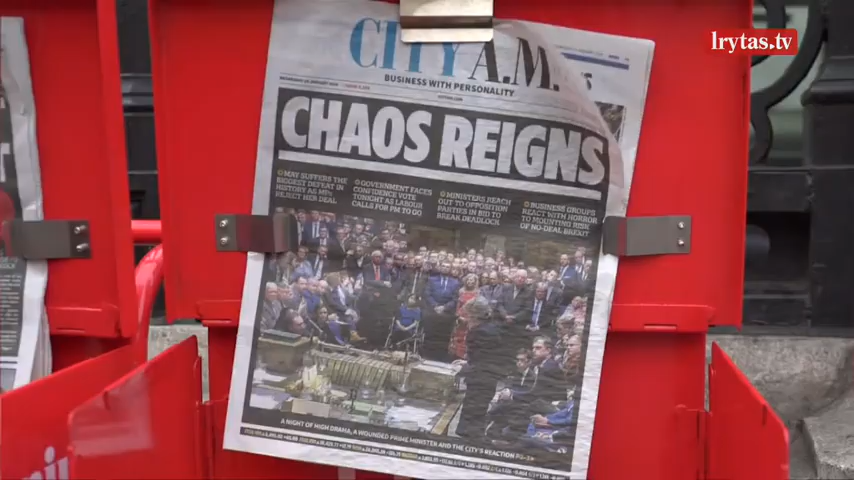 lrytas.tv
CITY A.M.
BUSINESS WITH PERSONALITY
CHAOS REIGNS
MAY SUFFERS THE
BIGGEST DEFEAT IN
HISTORY AS MPs
REJECT HER DEAL
GOVERNMENT FACES
CONFIDENCE VOTE
TONIGHT AS LABOUR
CALLS FOR PM TO GO
MINISTERS REACH
OUT TO OPPOSITION
PARTIES IN BID TO
BREAK DEADLOCK
BUSINESS GROUPS
REACT WITH HORROR
TO MOUNTING RISK
OF NO-DEAL BREXIT
A NIGHT OF HIGH DRAMA, A WOUNDED PRIME MINISTER AND THE CITY'S REACTION